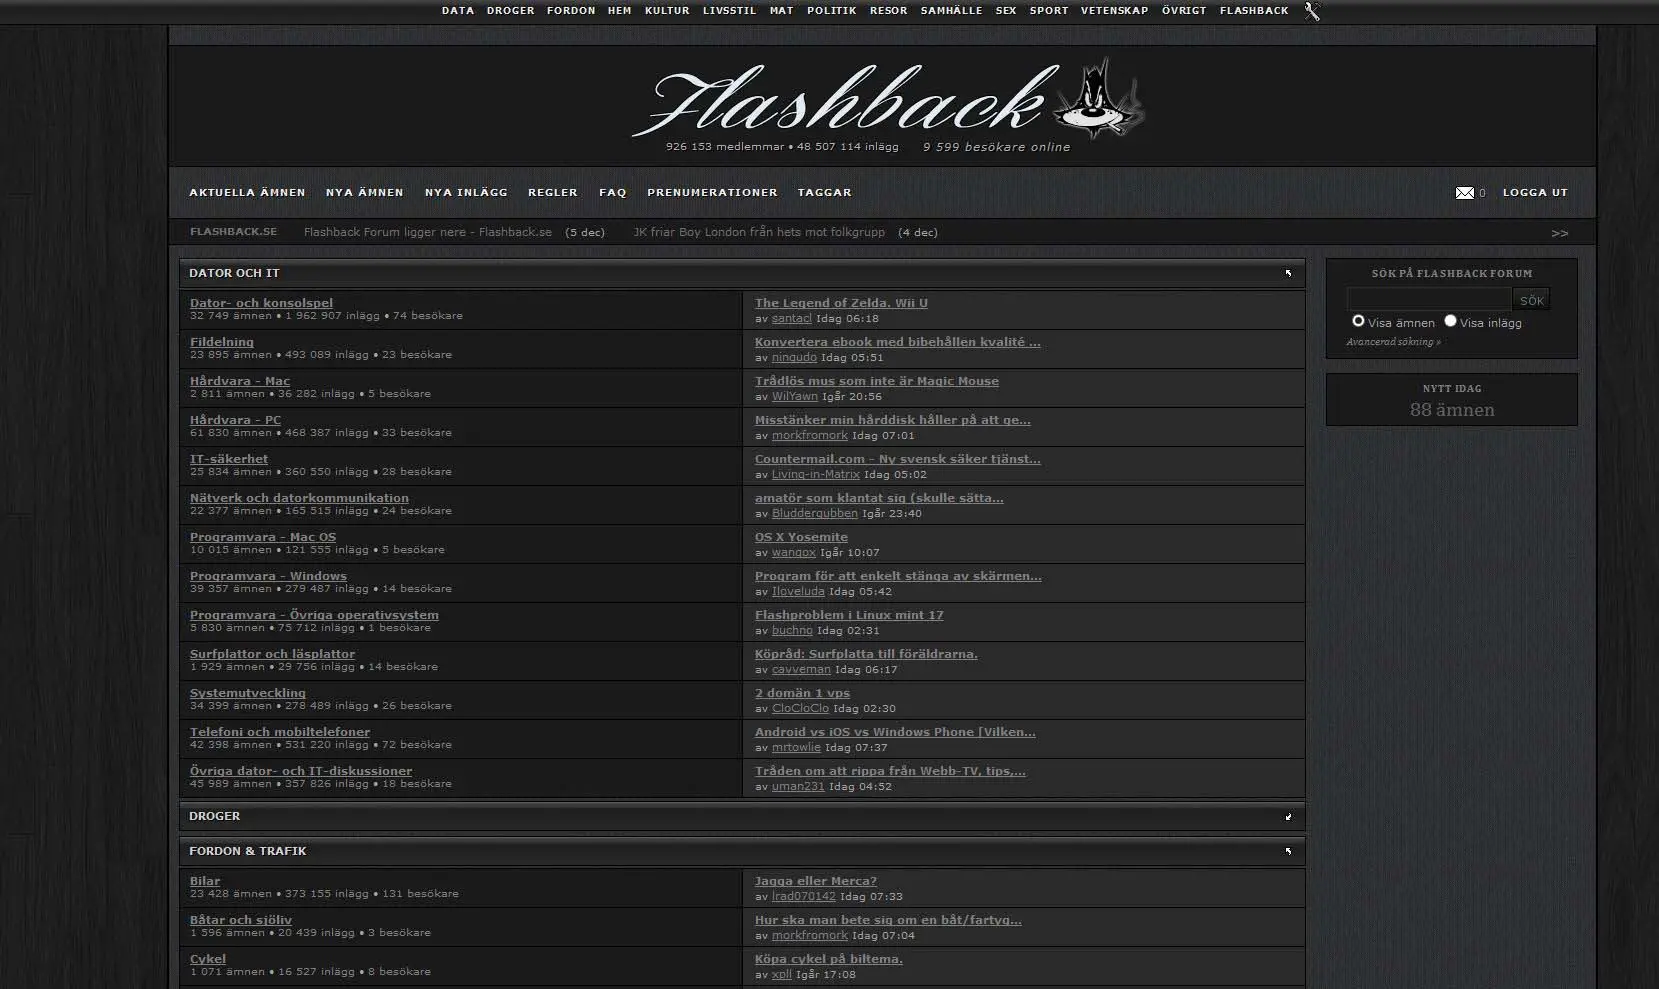 DATA DROGER FORDON HEM KULTUR LIVSSTIL MAT POLITIK RESOR SAMHÄLLE SEX SPORT VETENSKAP ÖVRIGT FLASHBACK
Flashback
926 153 medlemmar • 48 507 114 inlägg 9 599 besökare online
AKTUELLA ÄMNEN NYA ÄMNEN NYA INLÄGG REGLER FAQ PRENUMERATIONER TAGGAR 0 LOGGA UT
FLASHBACK.SE Flashback Forum ligger nere - Flashback.se (5 dec) JK friar Boy London från hets mot folkgrupp (4 dec) >>
DATOR OCH IT
Dator- och konsolspel
32 749 ämnen • 1 962 907 inlägg • 74 besökare
The Legend of Zelda, Wii U
av santacl Idag 06:18
Fildelning
23 895 ämnen • 493 089 inlägg • 23 besökare
Konvertera ebook med bibehållen kvalité ...
av ningudo Idag 05:51
Hårdvara - Mac
2 811 ämnen • 36 282 inlägg • 5 besökare
Trådlös mus som inte är Magic Mouse
av WilYawn Igår 20:56
Hårdvara - PC
61 830 ämnen • 468 387 inlägg • 33 besökare
Misstänker min hårddisk håller på att ge...
av morkfromork Idag 07:01
IT-säkerhet
25 834 ämnen • 360 550 inlägg • 28 besökare
Countermail.com - Ny svensk säker tjänst...
av Living-in-Matrix Idag 05:02
Nätverk och datorkommunikation
22 377 ämnen • 165 515 inlägg • 24 besökare
amatör som klantat sig (skulle sätta...
av Bluddergubben Igår 23:40
Programvara - Mac OS
10 015 ämnen • 121 555 inlägg • 5 besökare
OS X Yosemite
av wangox Igår 10:07
Programvara - Windows
39 357 ämnen • 279 487 inlägg • 14 besökare
Program för att enkelt stänga av skärmen...
av Iloveluda Idag 05:42
Programvara - Övriga operativsystem
5 830 ämnen • 75 712 inlägg • 1 besökare
Flashproblem i Linux mint 17
av buchno Idag 02:31
Surfplattor och läsplattor
1 929 ämnen • 29 756 inlägg • 14 besökare
Köpråd: Surfplatta till föräldrarna.
av cavveman Idag 06:17
Systemutveckling
34 399 ämnen • 278 489 inlägg • 26 besökare
2 domän 1 vps
av CloCloClo Idag 02:30
Telefoni och mobiltelefoner
42 398 ämnen • 531 220 inlägg • 72 besökare
Android vs iOS vs Windows Phone [Vilken...
av mrtowlie Idag 07:37
Övriga dator- och IT-diskussioner
45 989 ämnen • 357 826 inlägg • 18 besökare
Tråden om att rippa från Webb-TV, tips,...
av uman231 Idag 04:52
DROGER
FORDON & TRAFIK
Bilar
23 428 ämnen • 373 155 inlägg • 131 besökare
Jagga eller Merca?
av lrad070142 Idag 07:33
Båtar och sjöliv
1 596 ämnen • 20 439 inlägg • 3 besökare
Hur ska man bete sig om en båt/fartyg...
av morkfromork Idag 07:04
Cykel
1 071 ämnen • 16 527 inlägg • 8 besökare
Köpa cykel på biltema.
av xpll Igår 17:08
SÖK PÅ FLASHBACK FORUM
SÖK
Visa ämnen Visa inlägg
Avancerad sökning »
NYTT IDAG
88 ämnen